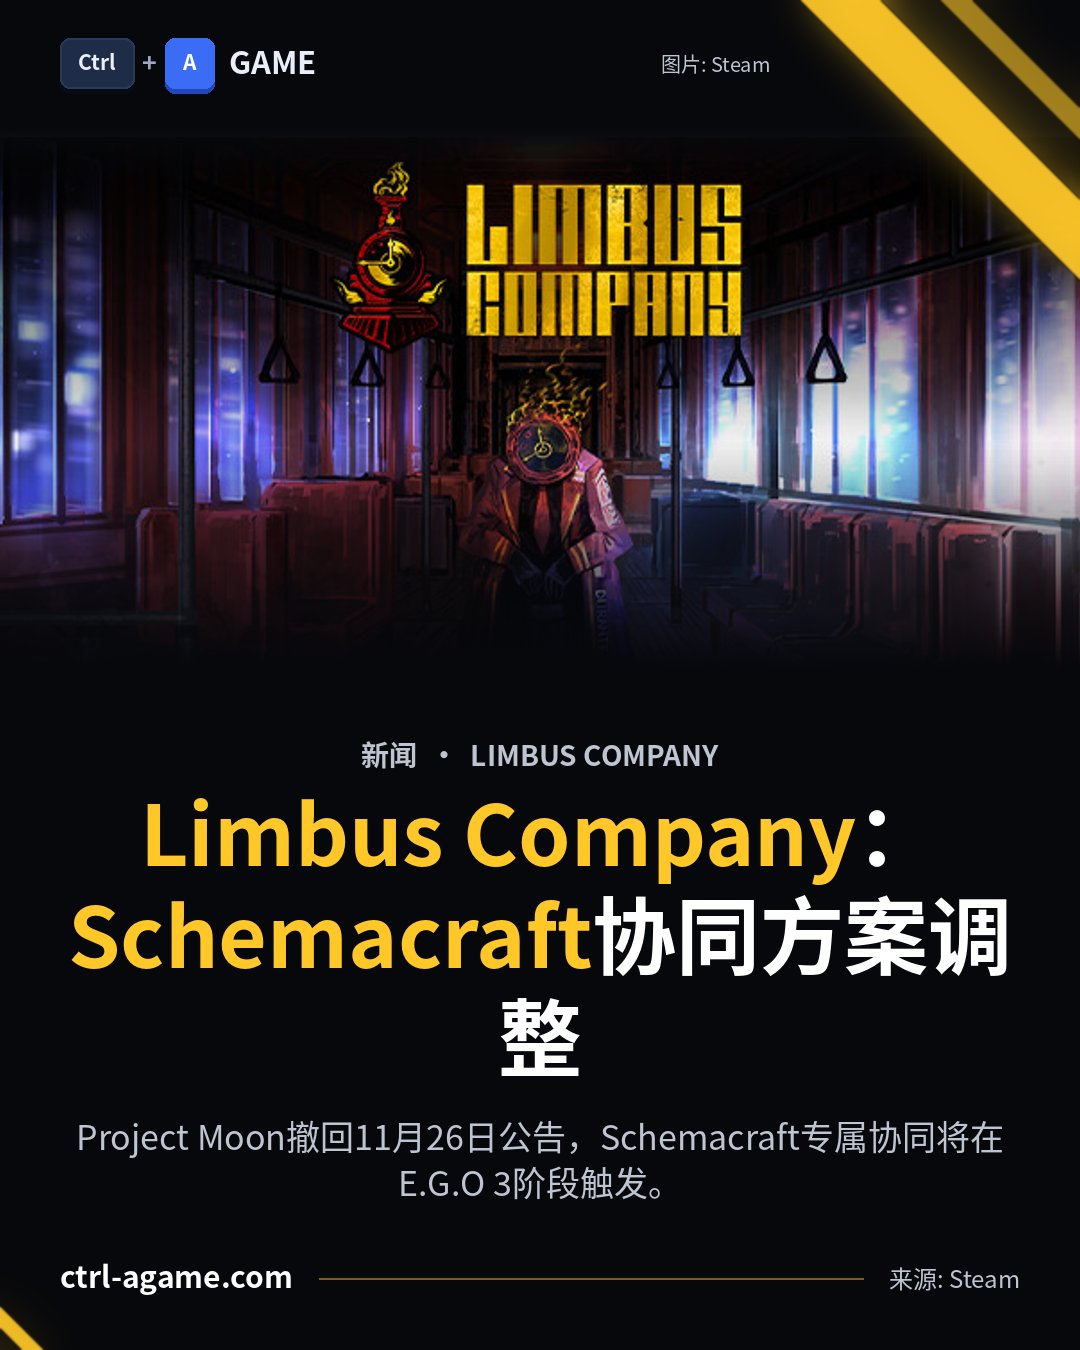 Ctrl + A GAME
图片: Steam
LIMBUS
COMPANY
新闻 • LIMBUS COMPANY
Limbus Company：
Schemacraft协同方案调
整
Project Moon撤回11月26日公告，Schemacraft专属协同将在
E.G.O 3阶段触发。
ctrl-agame.com
来源: Steam